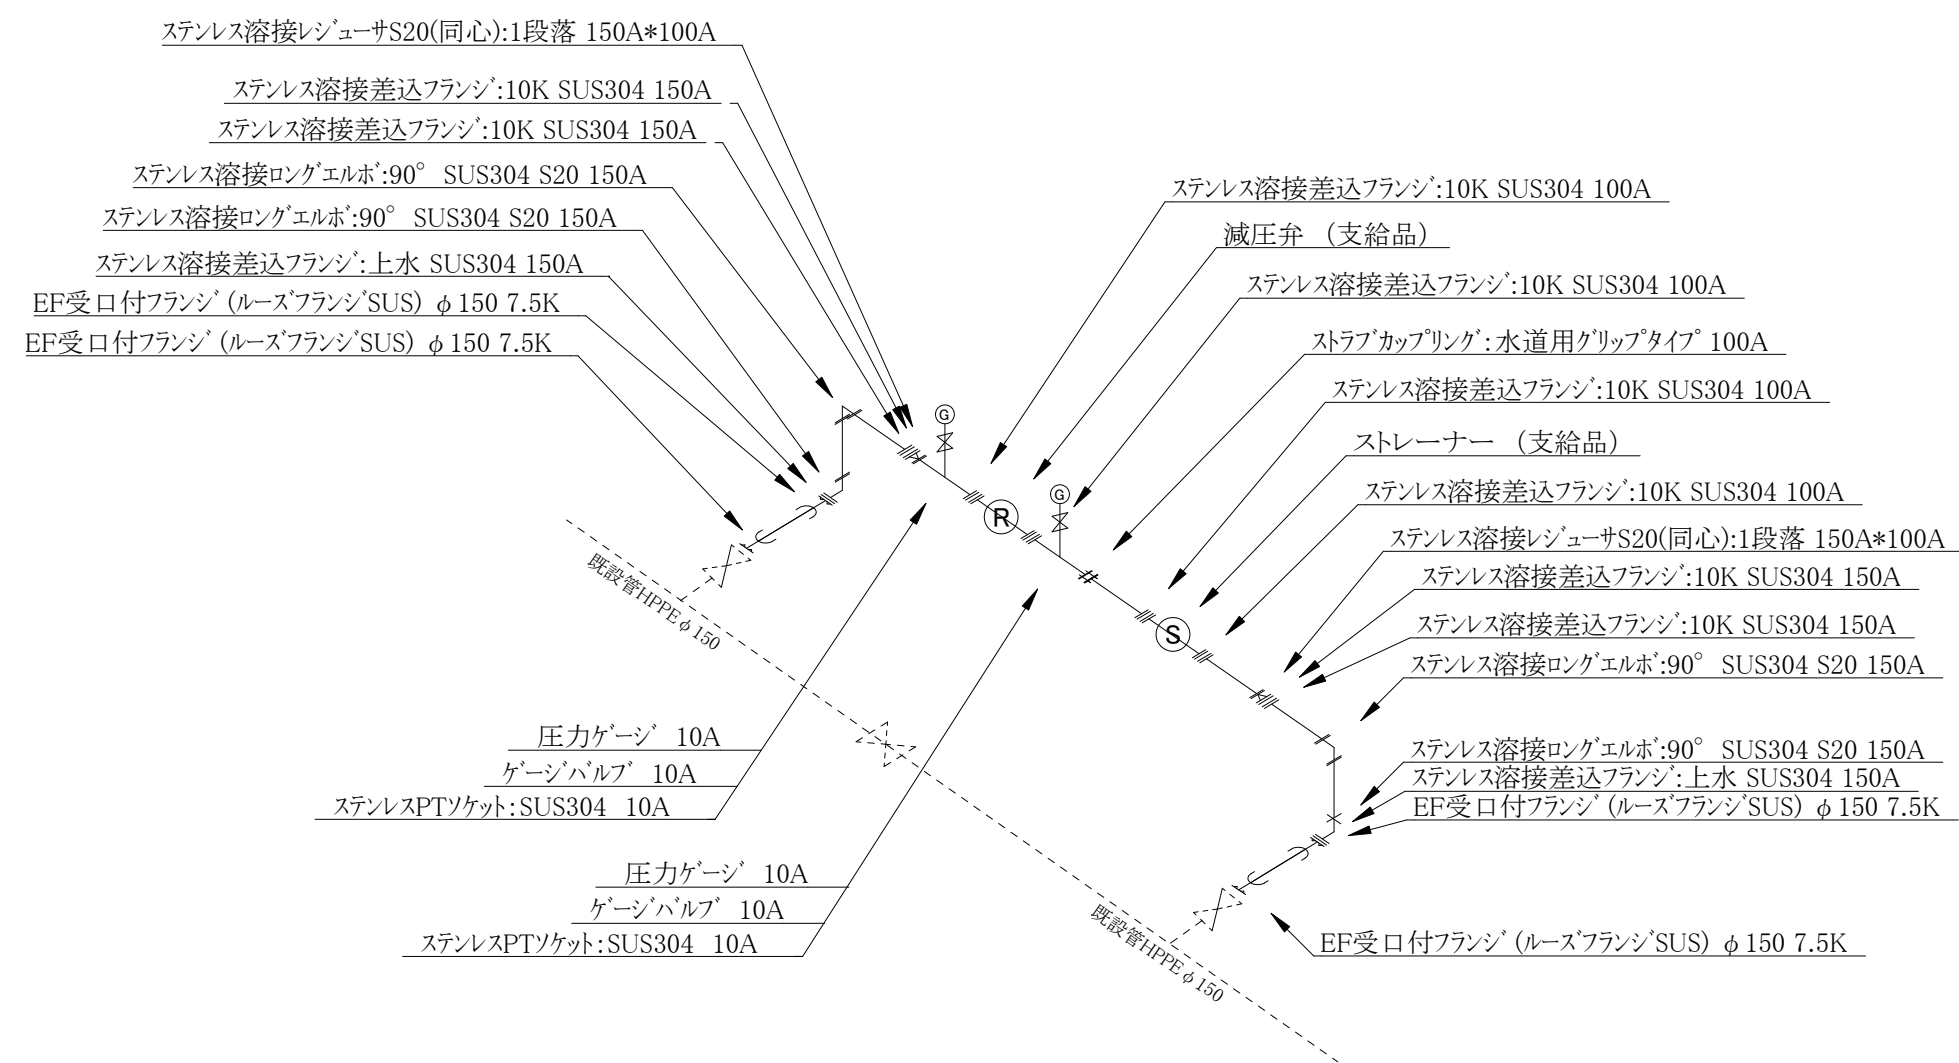 ステンレス溶接レジューサS20(同心):1段落 150A*100A
ステンレス溶接差込フランジ:10K SUS304 150A
ステンレス溶接差込フランジ:10K SUS304 150A
ステンレス溶接ロングエルボ:90° SUS304 S20 150A
ステンレス溶接ロングエルボ:90° SUS304 S20 150A
ステンレス溶接差込フランジ:上水 SUS304 150A
EF受口付フランジ(ルーズフランジSUS) φ150 7.5K
EF受口付フランジ(ルーズフランジSUS) φ150 7.5K
ステンレス溶接差込フランジ:10K SUS304 100A
減圧弁 (支給品)
ステンレス溶接差込フランジ:10K SUS304 100A
ストラブカップリング:水道用グリップタイプ 100A
ステンレス溶接差込フランジ:10K SUS304 100A
ストレーナー (支給品)
ステンレス溶接差込フランジ:10K SUS304 100A
ステンレス溶接レジューサS20(同心):1段落 150A*100A
ステンレス溶接差込フランジ:10K SUS304 150A
ステンレス溶接差込フランジ:10K SUS304 150A
ステンレス溶接ロングエルボ:90° SUS304 S20 150A
ステンレス溶接ロングエルボ:90° SUS304 S20 150A
ステンレス溶接差込フランジ:上水 SUS304 150A
EF受口付フランジ(ルーズフランジSUS) φ150 7.5K
EF受口付フランジ(ルーズフランジSUS) φ150 7.5K
G
R
G
S
既設管HPPEφ150
既設管HPPEφ150
圧力ゲージ 10A
ゲージバルブ 10A
ステンレスPTソケット:SUS304 10A
圧力ゲージ 10A
ゲージバルブ 10A
ステンレスPTソケット:SUS304 10A